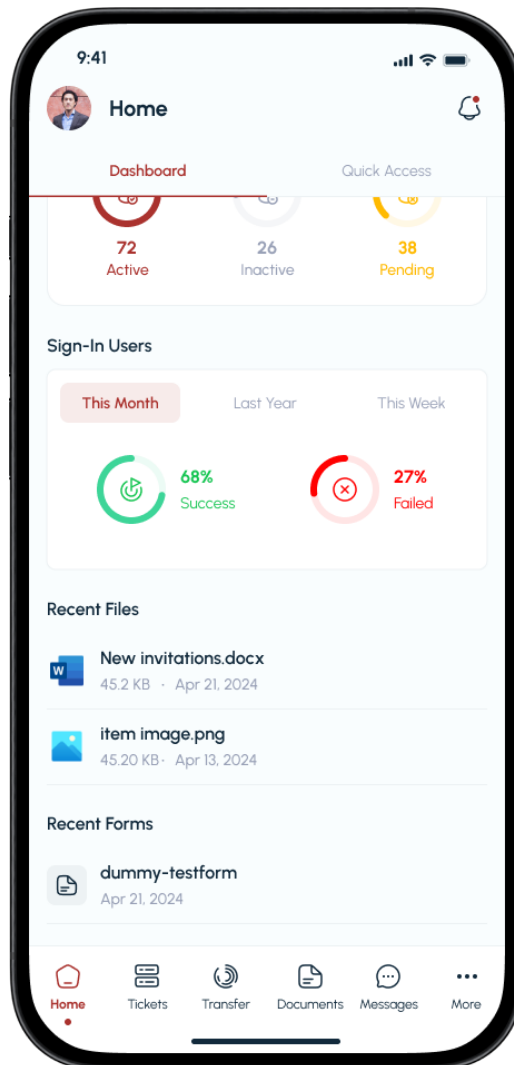 9:41
Home
Dashboard Quick Access
72 26 38
Active Inactive Pending
Sign-In Users
This Month Last Year This Week
68% 27%
Success Failed
Recent Files
W
New invitations.docx
45.2 KB · Apr 21, 2024
item image.png
45.20 KB · Apr 13, 2024
Recent Forms
dummy-testform
Apr 21, 2024
Home Tickets Transfer Documents Messages More